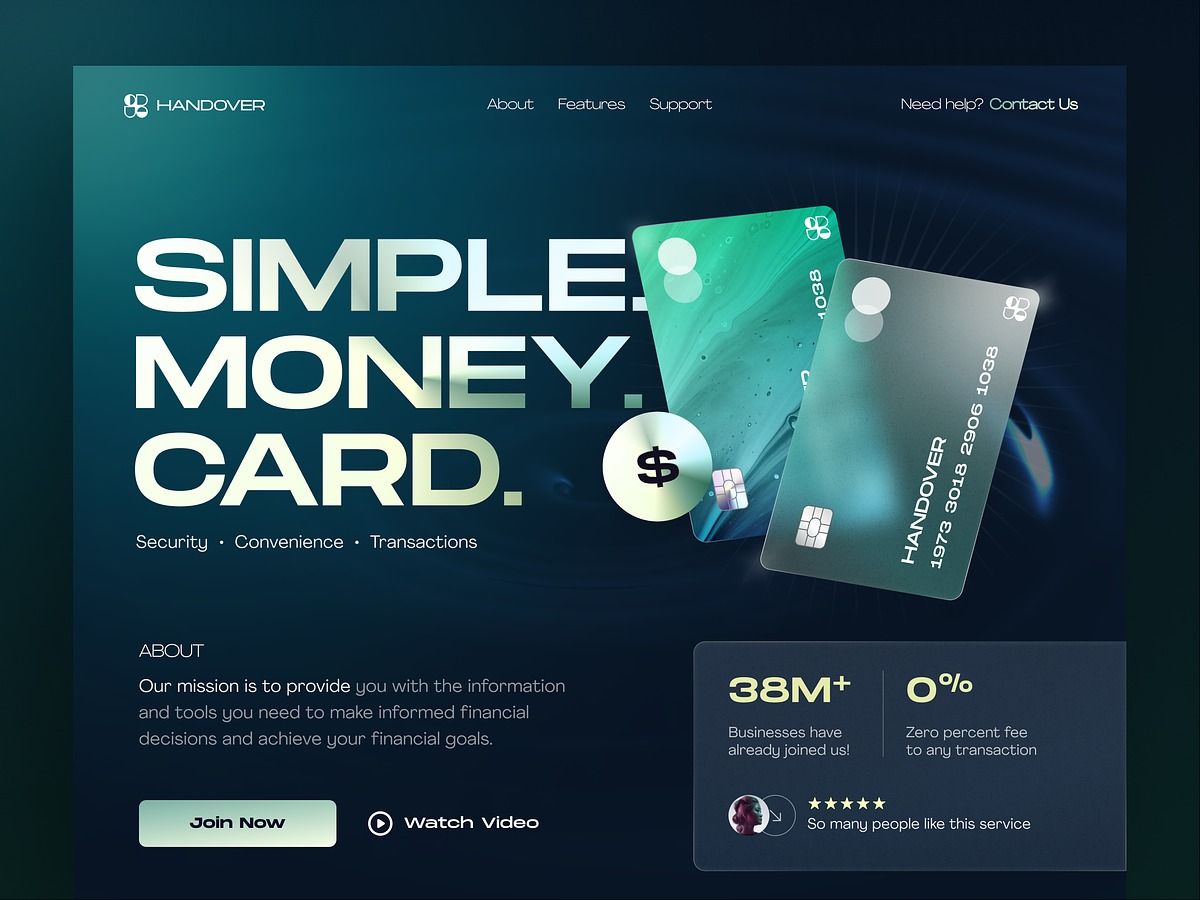 HANDOVER
About Features Support
Need help? Contact Us
SIMPLE.
MONEY.
CARD.
Security • Convenience • Transactions
1038
$
HANDOVER
1973 3018 2906 1038
ABOUT
Our mission is to provide you with the information
and tools you need to make informed financial
decisions and achieve your financial goals.
Join Now
Watch Video
38M+
Businesses have
already joined us!
0%
Zero percent fee
to any transaction
★★★★★
So many people like this service